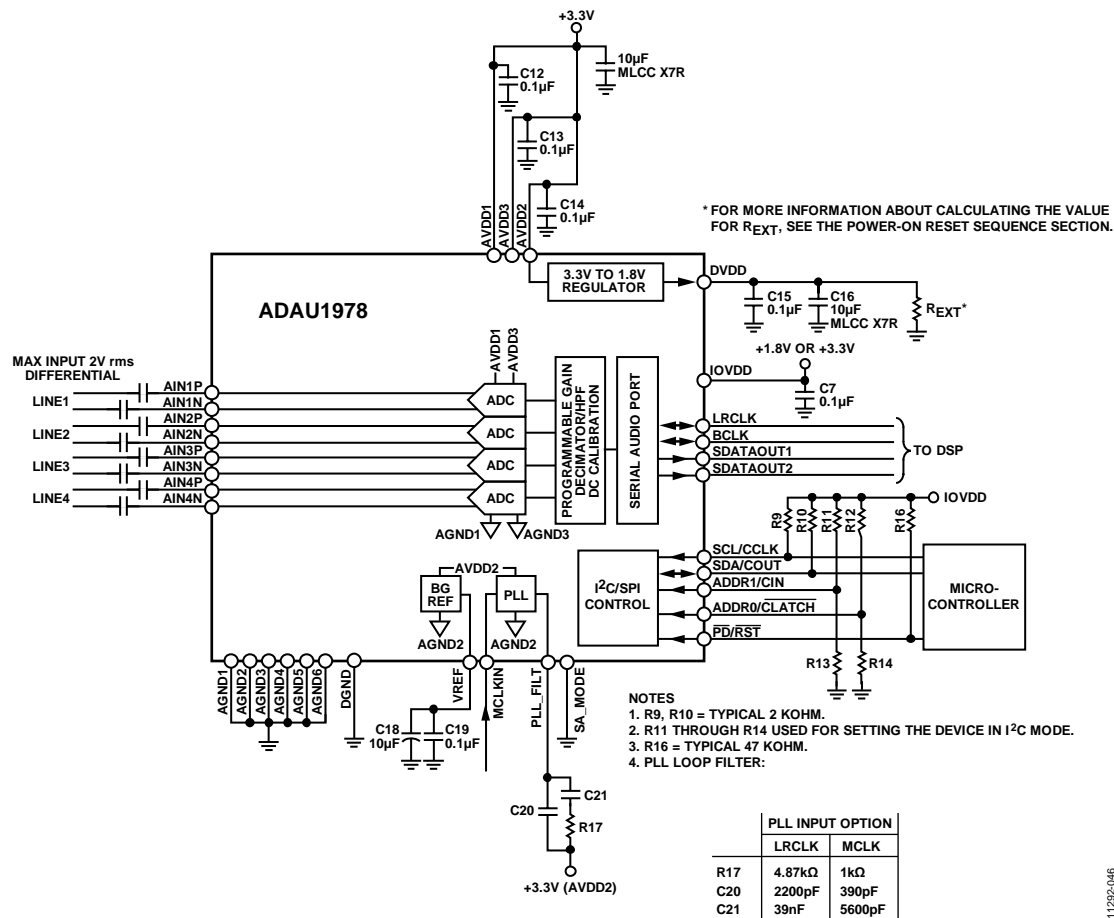 +3.3V
10µF
MLCC X7R
C12
0.1µF
C13
0.1µF
C14
0.1µF
AVDD1
AVDD3
AVDD2
* FOR MORE INFORMATION ABOUT CALCULATING THE VALUE
FOR REXT, SEE THE POWER-ON RESET SEQUENCE SECTION.
3.3V TO 1.8V
REGULATOR
DVDD
C15
0.1µF
C16
10µF
MLCC X7R
REXT*
ADAU1978
+1.8V OR +3.3V
IOVDD
C7
0.1µF
MAX INPUT 2V rms
DIFFERENTIAL
LINE1
LINE2
LINE3
LINE4
AIN1P
AIN1N
AIN2P
AIN2N
AIN3P
AIN3N
AIN4P
AIN4N
AVDD1
AVDD3
ADC
ADC
ADC
ADC
AGND1
AGND3
PROGRAMMABLE GAIN
DECIMATOR/HPF
DC CALIBRATION
SERIAL AUDIO PORT
LRCLK
BCLK
SDATAOUT1
SDATAOUT2
TO DSP
IOVDD
R9
R10
R11
R12
R16
I2C/SPI
CONTROL
SCL/CCLK
SDA/COUT
ADDR1/CIN
ADDR0/CLATCH
PD/RST
MICRO-
CONTROLLER
R13
R14
AVDD2
BG
REF
PLL
AGND2
AGND2
AGND1
AGND2
AGND3
AGND4
AGND5
AGND6
DGND
VREF
MCLKIN
PLL_FILT
SA_MODE
C18
10µF
C19
0.1µF
C20
C21
R17
+3.3V (AVDD2)
NOTES
1. R9, R10 = TYPICAL 2 KOHM.
2. R11 THROUGH R14 USED FOR SETTING THE DEVICE IN I2C MODE.
3. R16 = TYPICAL 47 KOHM.
4. PLL LOOP FILTER:
PLL INPUT OPTION
LRCLK MCLK
R17 4.87kΩ 1kΩ
C20 2200pF 390pF
C21 39nF 5600pF
11292-046